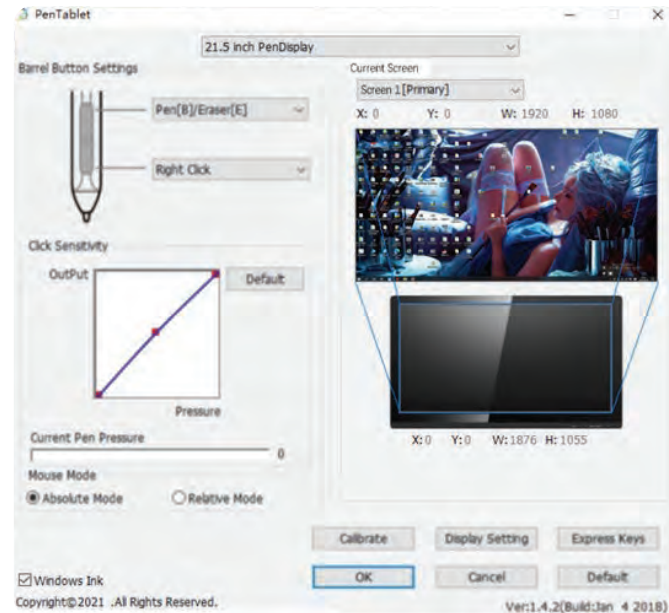 PenTablet
21.5 inch PenDisplay
Barrel Button Settings
Current Screen
Screen 1[Primary]
X: 0 Y: 0 W: 1920 H: 1080
Pen[B]/Eraser[E]
Right Click
Click Sensitivity
OutPut
Default
Pressure
Current Pen Pressure
0
X:0 Y:0 W:1876 H:1055
Mouse Mode
Absolute Mode Relative Mode
Calibrate Display Setting Express Keys
Windows Ink
OK Cancel Default
Copyright©2021 .All Rights Reserved.
Ver:1.4.2(Build:Jan 4 2018)